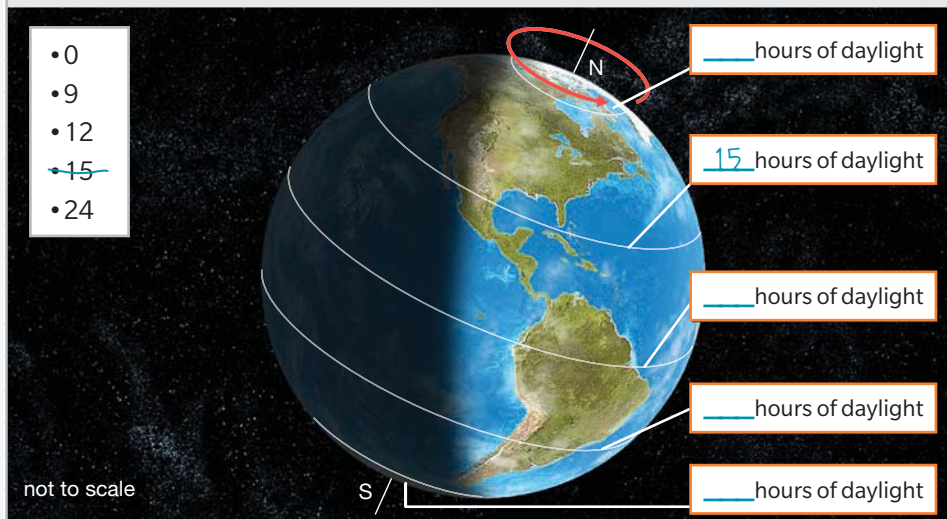 • 0
• 9
• 12
• 15
• 24
N
____hours of daylight
15 hours of daylight
____hours of daylight
____hours of daylight
____hours of daylight
S
not to scale